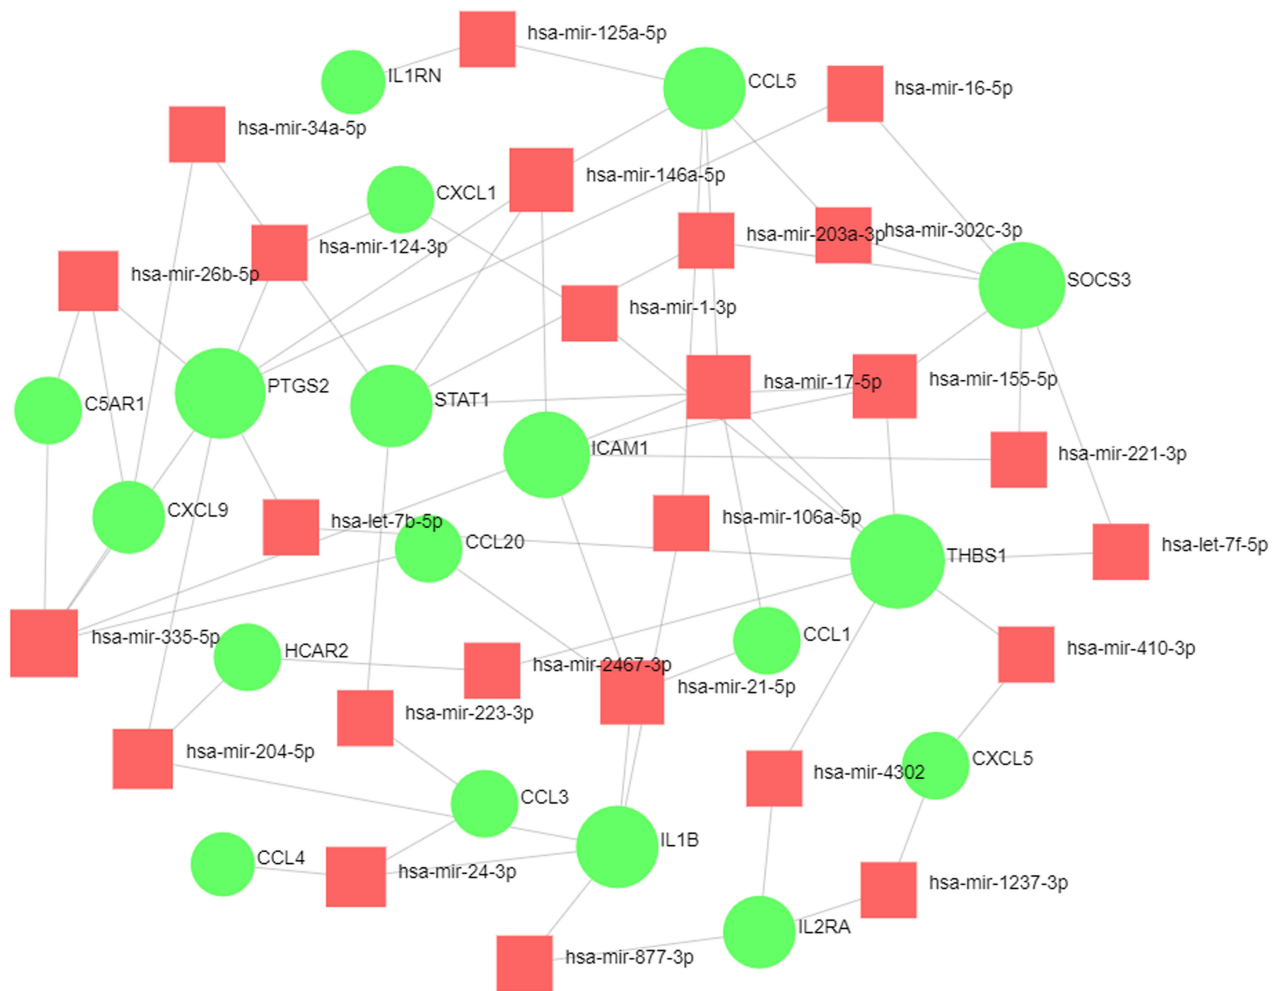 hsa-mir-125a-5p
IL1RN
CCL5
hsa-mir-16-5p
hsa-mir-34a-5p
hsa-mir-146a-5p
CXCL1
hsa-mir-203a-3p
hsa-mir-302c-3p
hsa-mir-124-3p
hsa-mir-26b-5p
SOCS3
hsa-mir-1-3p
PTGS2
hsa-mir-17-5p
hsa-mir-155-5p
C5AR1
STAT1
ICAM1
hsa-mir-221-3p
CXCL9
hsa-let-7b-5p
hsa-mir-106a-5p
CCL20
hsa-let-7f-5p
THBS1
hsa-mir-335-5p
CCL1
HCAR2
hsa-mir-410-3p
hsa-mir-2467-3p
hsa-mir-21-5p
hsa-mir-223-3p
hsa-mir-204-5p
CXCL5
hsa-mir-4302
CCL3
IL1B
CCL4
hsa-mir-24-3p
hsa-mir-1237-3p
IL2RA
hsa-mir-877-3p